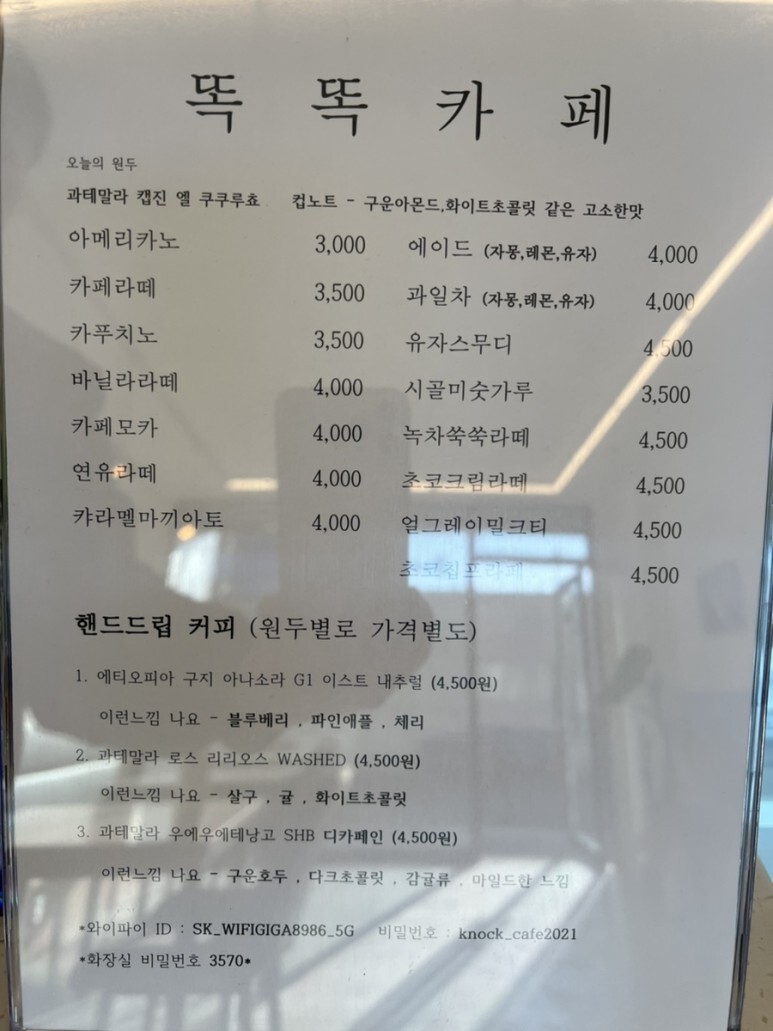 똑 똑 카 페
오늘의 원두
과테말라 캡진 엘 쿠쿠루쵸 컵노트 - 구운아몬드,화이트초콜릿 같은 고소한맛
아메리카노 3,000 에이드 (자몽,레몬,유자) 4,000
카페라떼 3,500 과일차 (자몽,레몬,유자) 4,000
카푸치노 3,500 유자스무디 4,500
바닐라라떼 4,000 시골미숫가루 3,500
카페모카 4,000 녹차쑥쑥라떼 4,500
연유라떼 4,000 초코크림라떼 4,500
캬라멜마끼아토 4,000 얼그레이밀크티 4,500
초코칩프라페 4,500
핸드드립 커피 (원두별로 가격별도)
1. 에티오피아 구지 아나소라 G1 이스트 내추럴 (4,500원)
이런느낌 나요 - 블루베리 , 파인애플 , 체리
2. 과테말라 로스 리리오스 WASHED (4,500원)
이런느낌 나요 - 살구 , 귤 , 화이트초콜릿
3. 과테말라 우에우에테낭고 SHB 디카페인 (4,500원)
이런느낌 나요 - 구운호두 , 다크초콜릿 , 감귤류 , 마일드한 느낌
*와이파이 ID : SK_WIFIGIGA8986_5G 비밀번호 : knock_cafe2021
*화장실 비밀번호 3570*